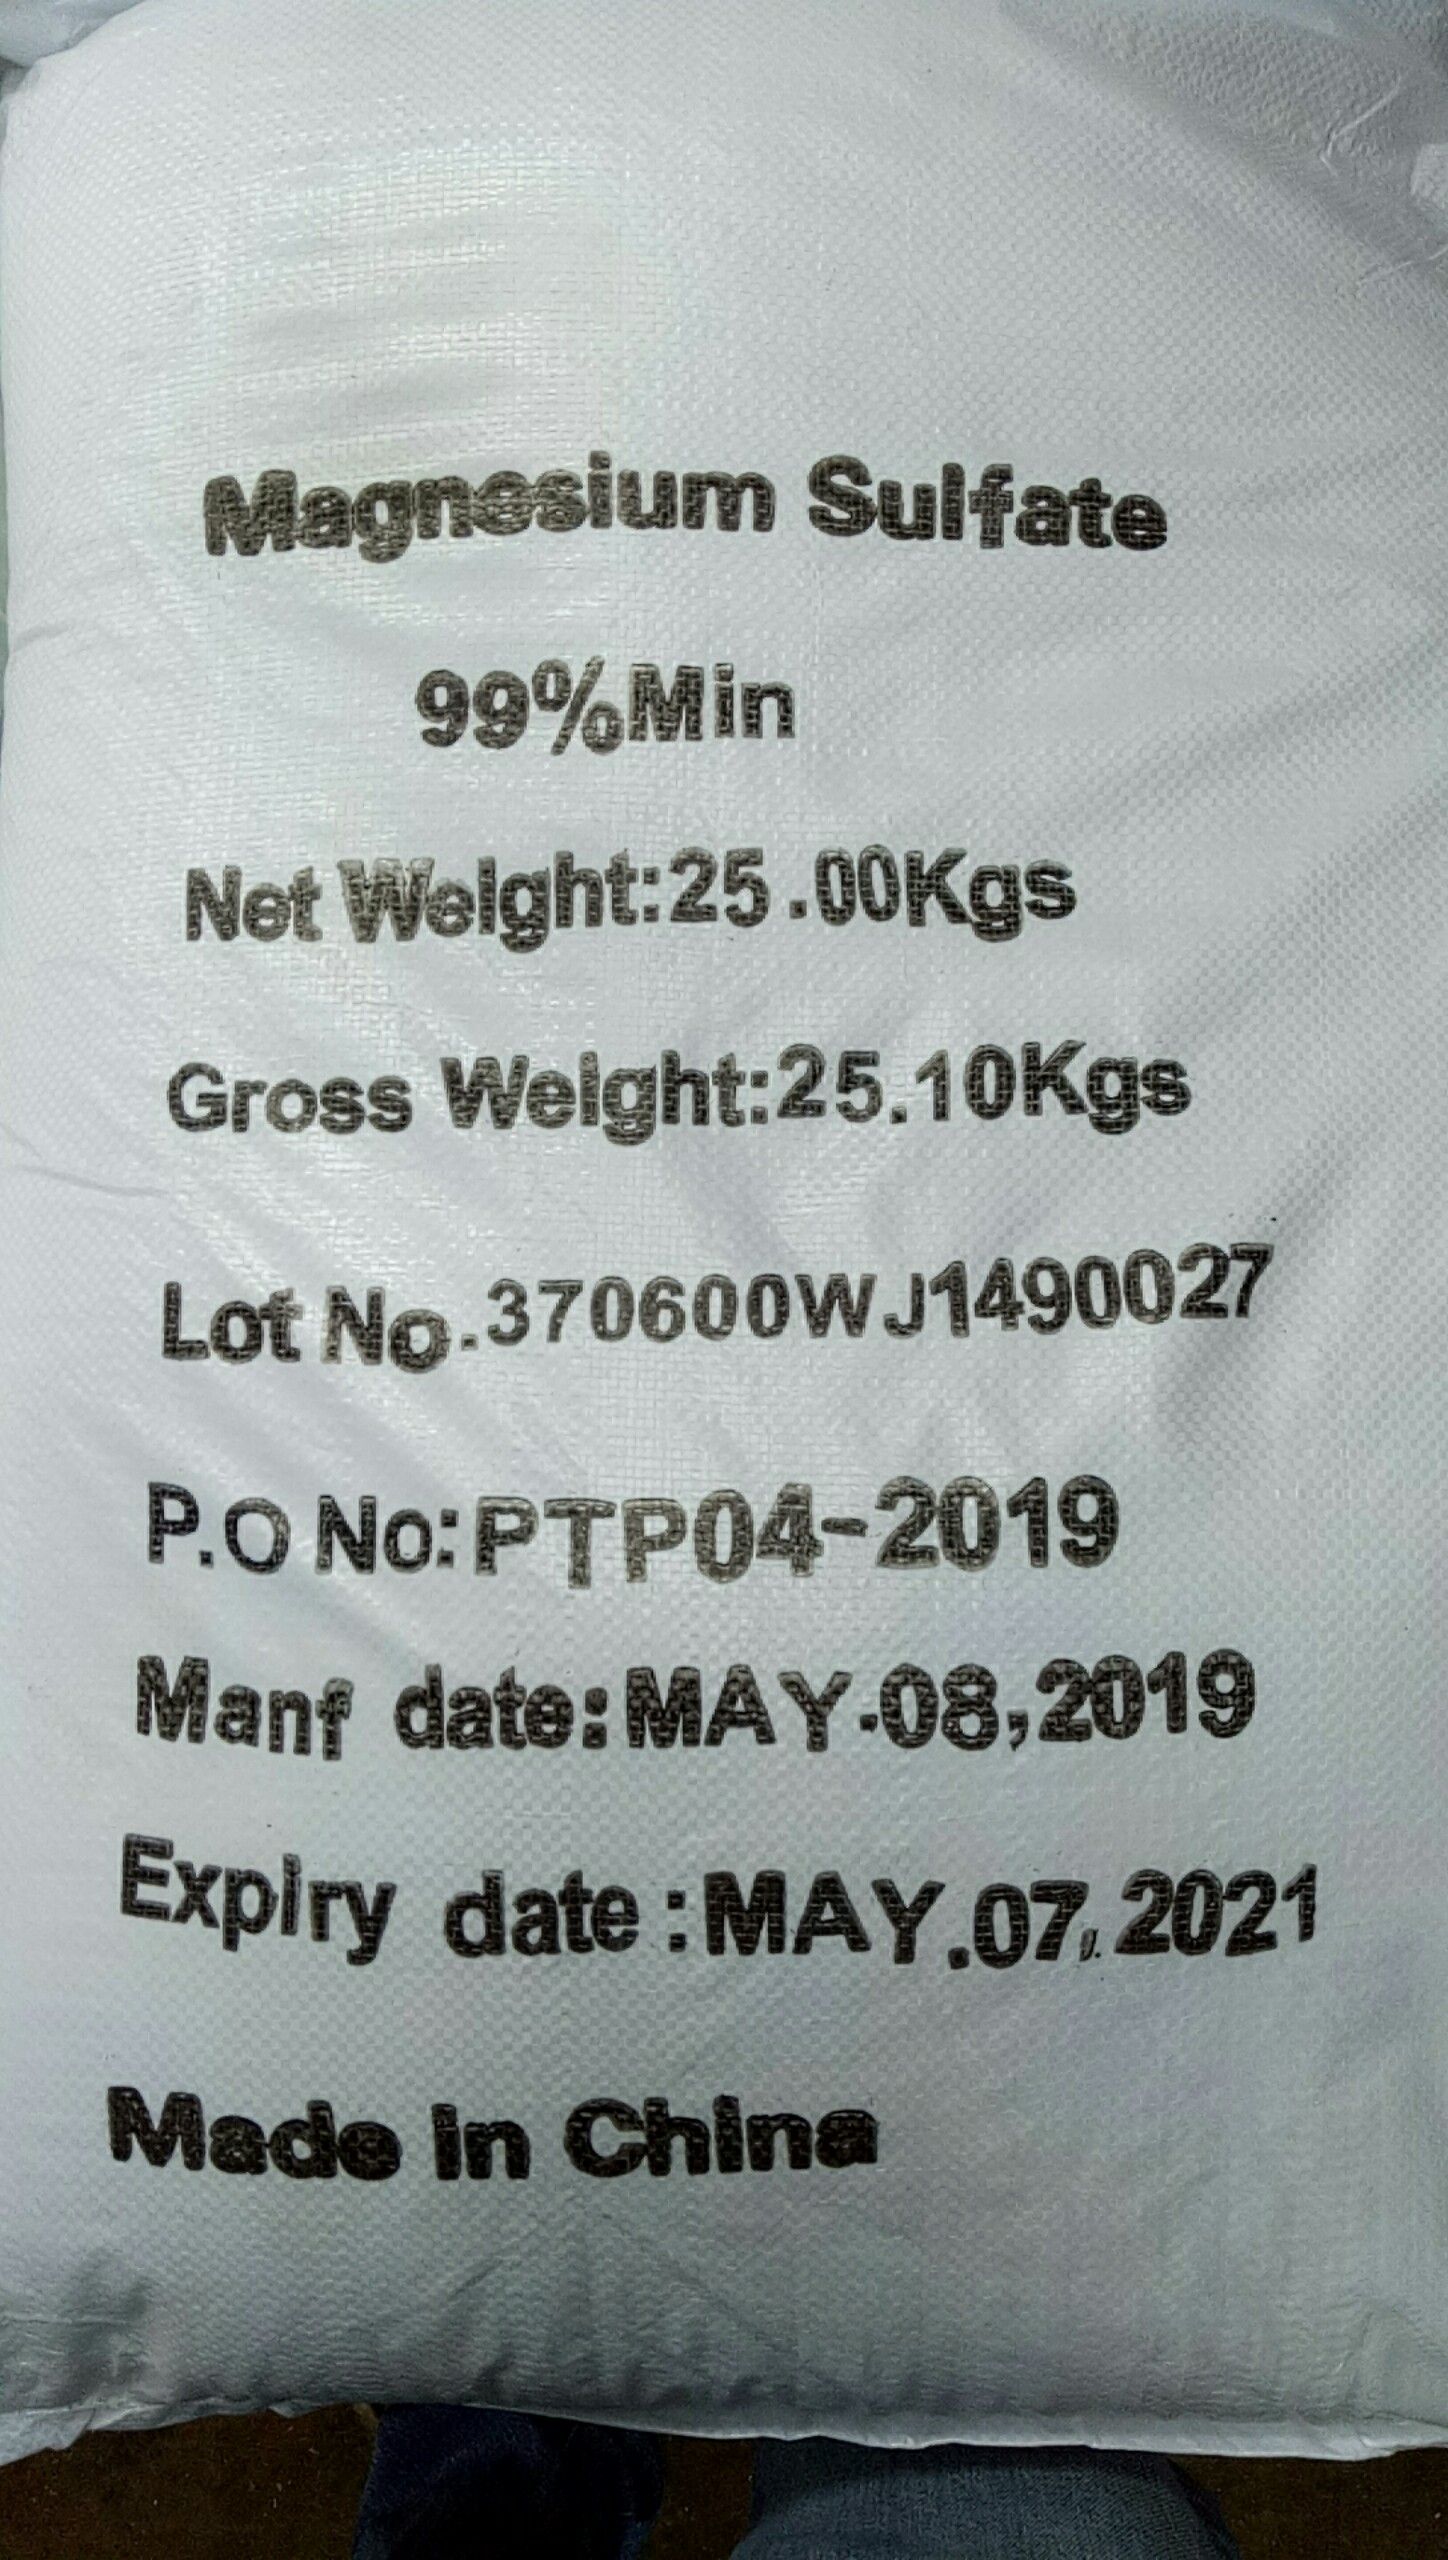 Magnesium Sulfate
99%Min
Net Weight:25.00Kgs
Gross Weight:25.10Kgs
Lot No.370600WJ1490027
P.O No:PTP04-2019
Manf date:MAY.08,2019
Expiry date:MAY.07,2021
Made in China